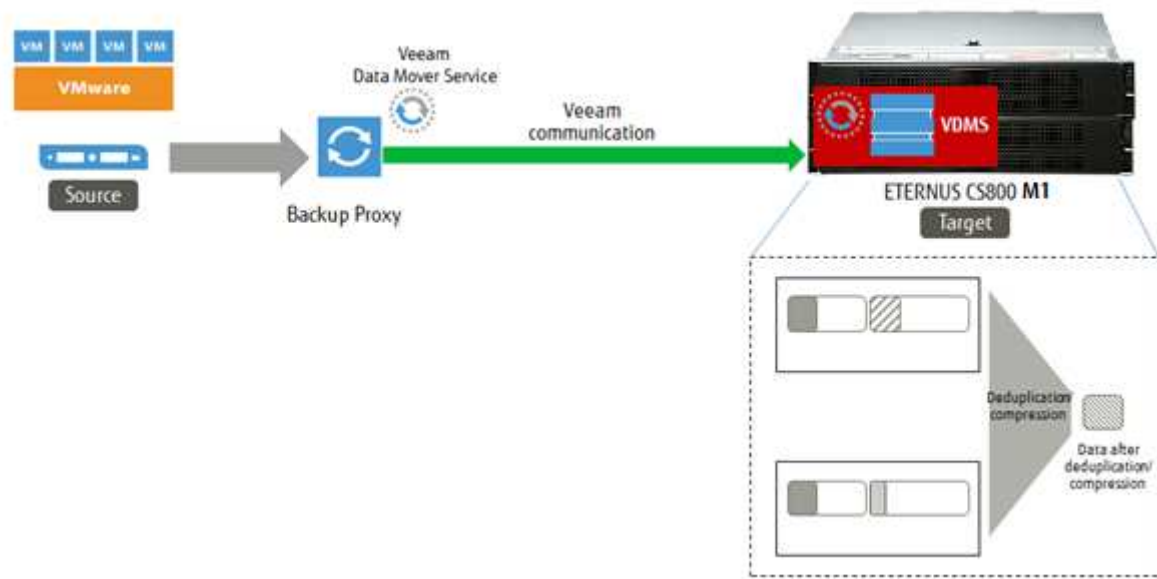 VM VM VM VM
VMware
Source
Veeam
Data Mover Service
Backup Proxy
Veeam
communication
VDMS
ETERNUS CS800 M1
Target
Deduplication
compression
Data after
deduplication/
compression